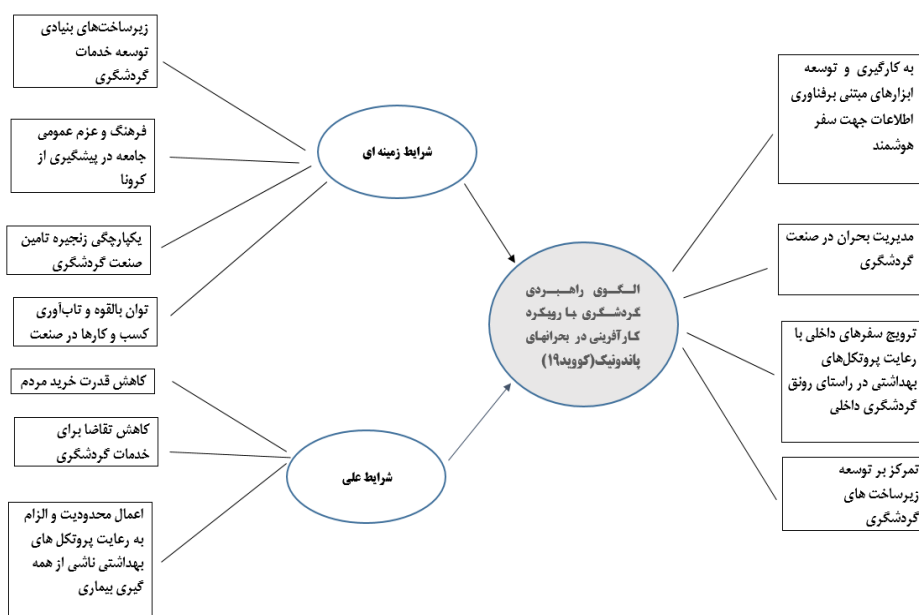 زیرساخت‌های بنیادی
توسعه خدمات
گردشگری
فرهنگ و عزم عمومی
جامعه در پیشگیری از
کرونا
یکپارچگی زنجیره تامین
صنعت گردشگری
توان بالقوه و تاب‌آوری
کسب و کارها در صنعت
کاهش قدرت خرید مردم
کاهش تقاضا برای
خدمات گردشگری
اعمال محدودیت و الزام
به رعایت پروتکل های
بهداشتی ناشی از همه
گیری بیماری
شرایط زمینه ای
شرایط علی
الگوی راهبردی
گردشگری با رویکرد
کارآفرینی در بحرانهای
پاندونیک(کووید۱۹)
به کارگیری و توسعه
ابزارهای مبتنی برفناوری
اطلاعات جهت سفر
هوشمند
مدیریت بحران در صنعت
گردشگری
ترویج سفرهای داخلی با
رعایت پروتکل‌های
بهداشتی در راستای رونق
گردشگری داخلی
تمرکز بر توسعه
زیرساخت های
گردشگری